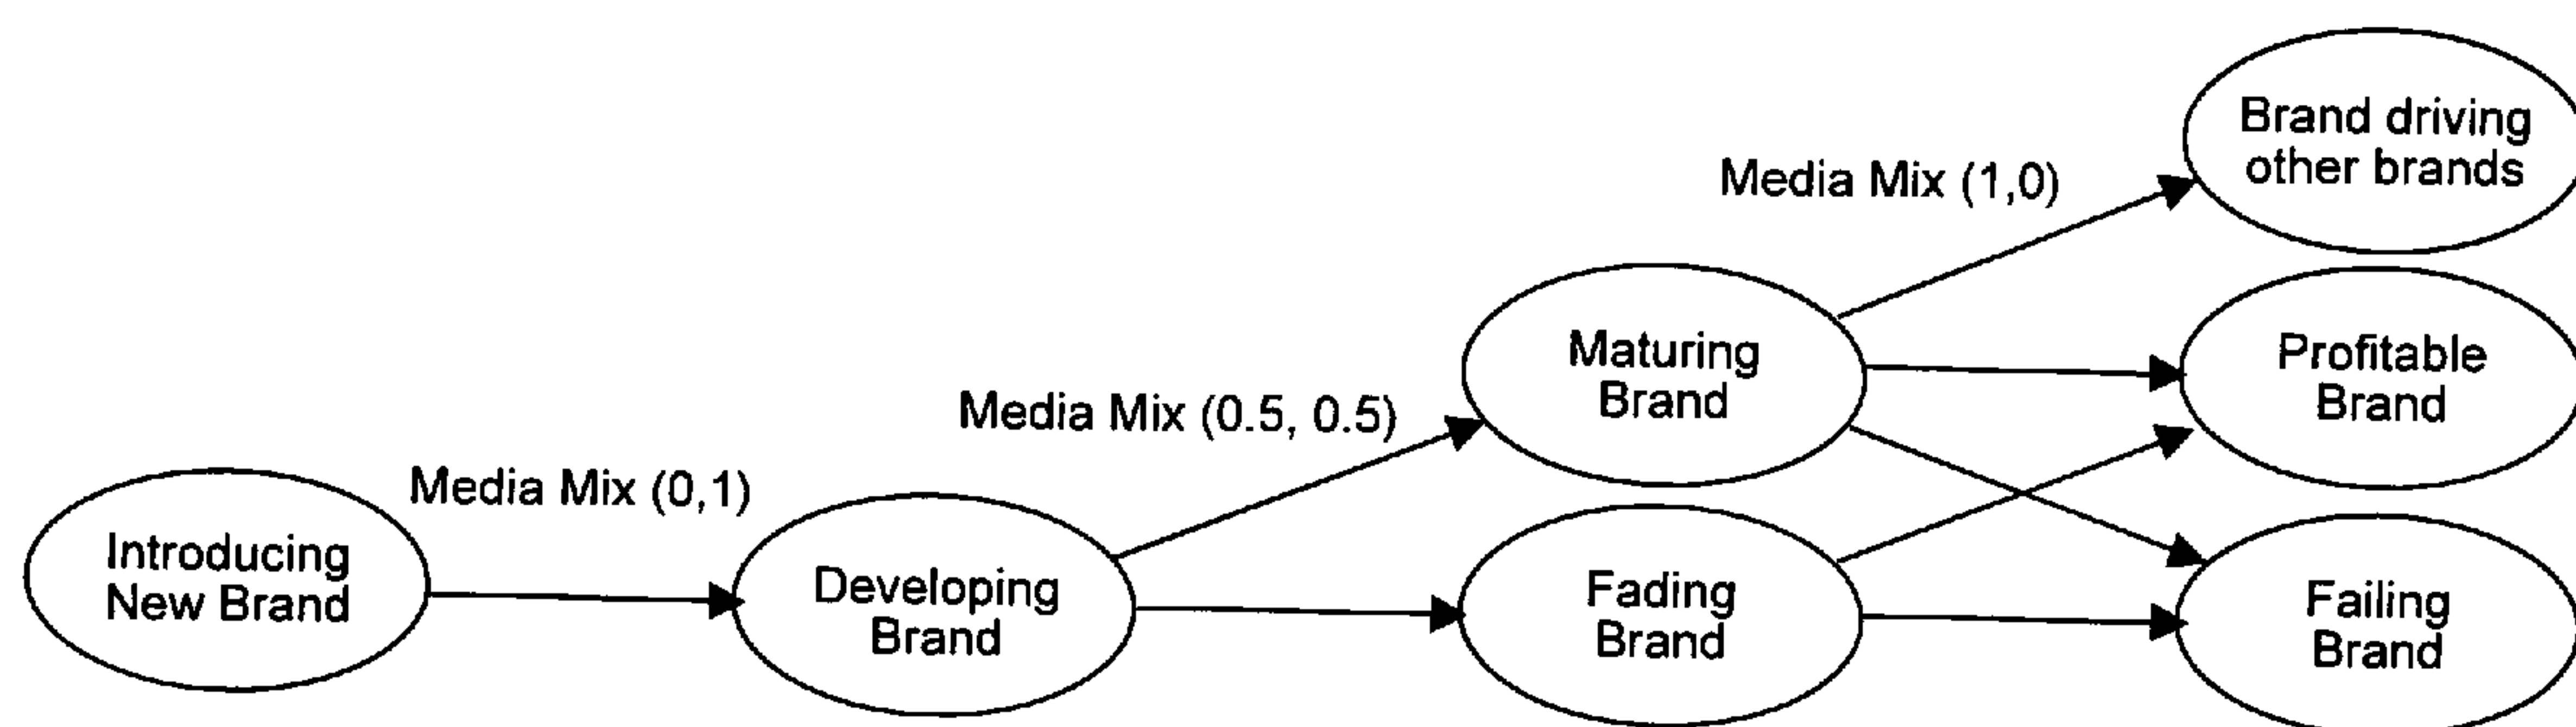 Brand driving
other brands
Media Mix (1,0)
Maturing
Brand
Profitable
Brand
Media Mix (0.5, 0.5)
Media Mix (0,1)
Introducing
New Brand
Developing
Brand
Fading
Brand
Failing
Brand